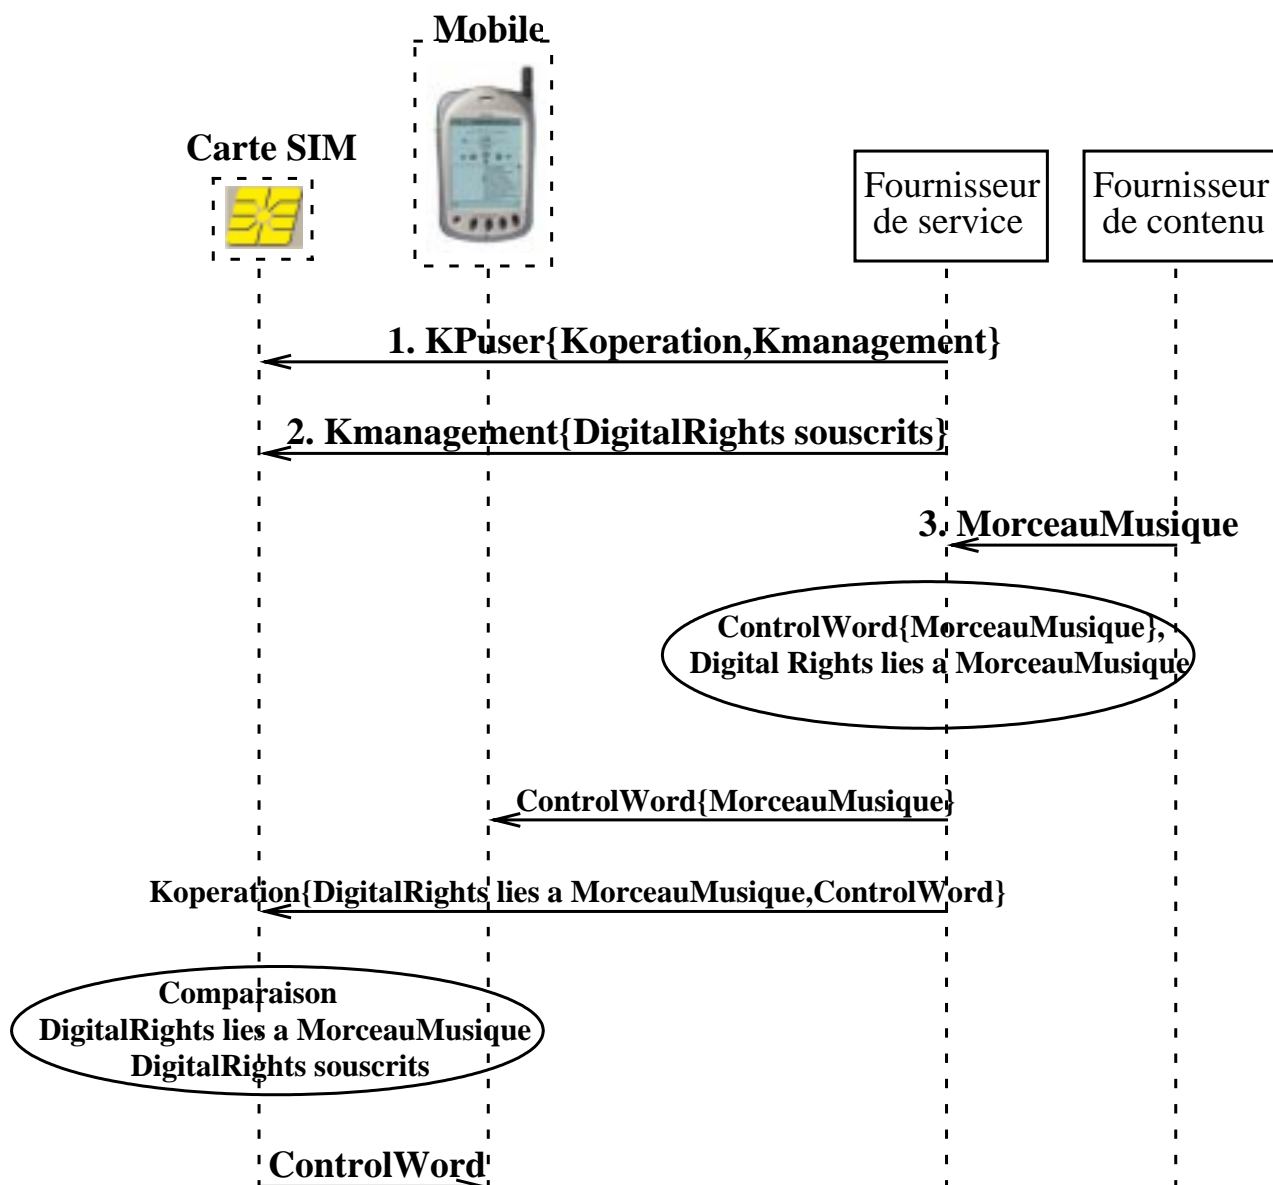 Mobile
Carte SIM
Fournisseur
de service
Fournisseur
de contenu
1. KPuser{Koperation,Kmanagement}
2. Kmanagement{DigitalRights souscrits}
3. MorceauMusique
ControlWord{MorceauMusique},
Digital Rights lies a MorceauMusique
ControlWord{MorceauMusique}
Koperation{DigitalRights lies a MorceauMusique,ControlWord}
Comparaison
DigitalRights lies a MorceauMusique
DigitalRights souscrits
ControlWord